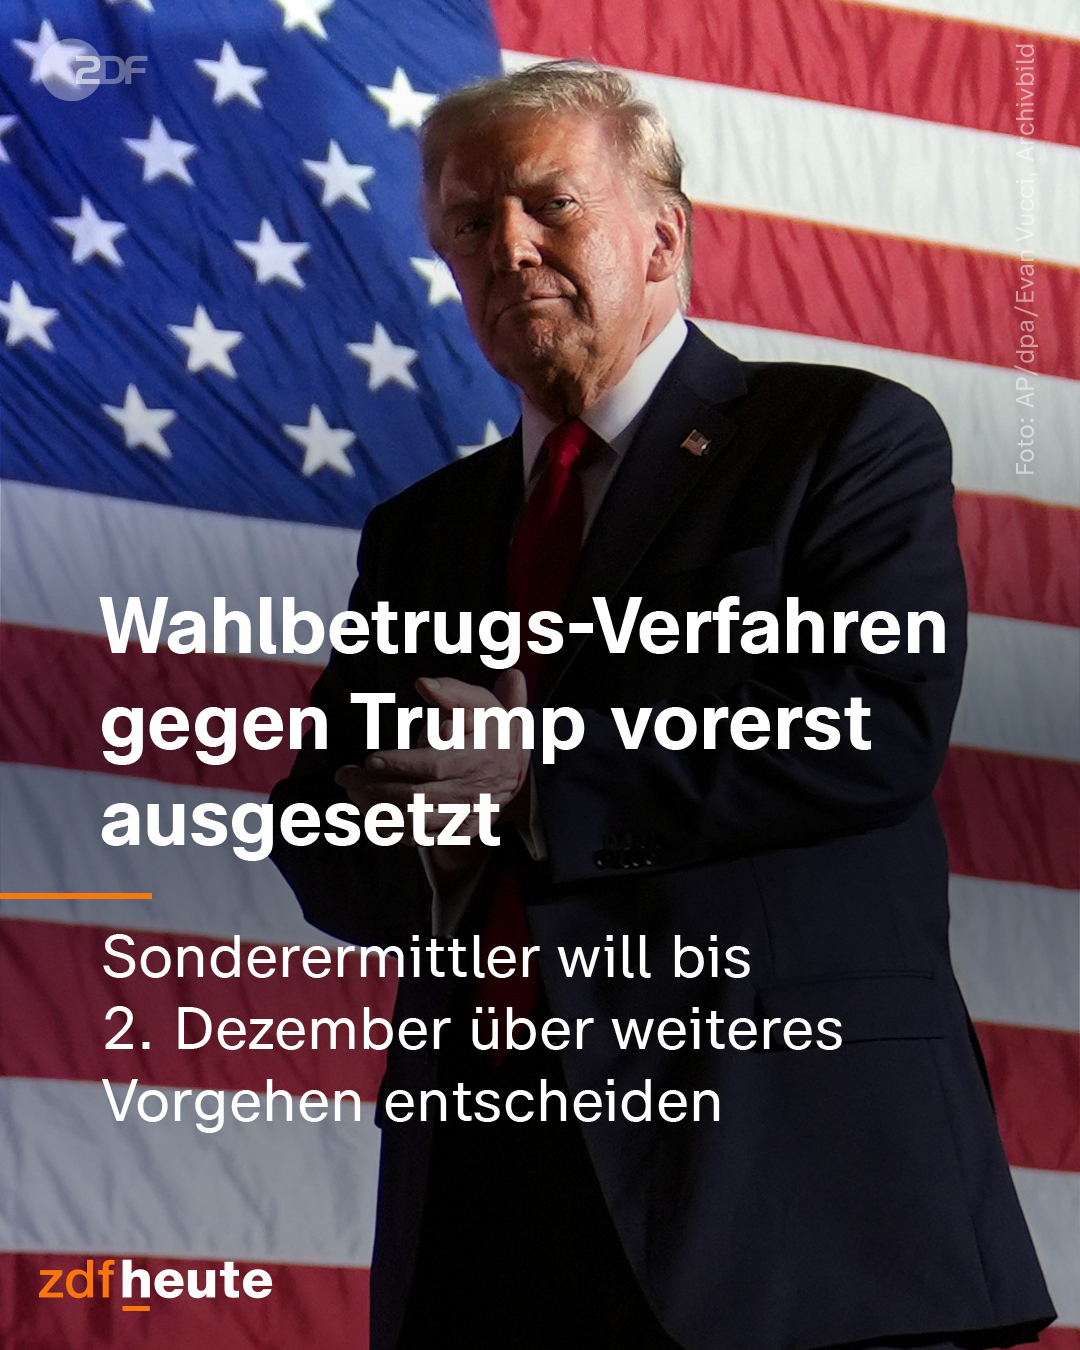 ZDF
Foto: AP/dpa/Evan Vucci, Archivbild
Wahlbetrugs-Verfahren
gegen Trump vorerst
ausgesetzt
Sonderermittler will bis
2. Dezember über weiteres
Vorgehen entscheiden
zdfheute